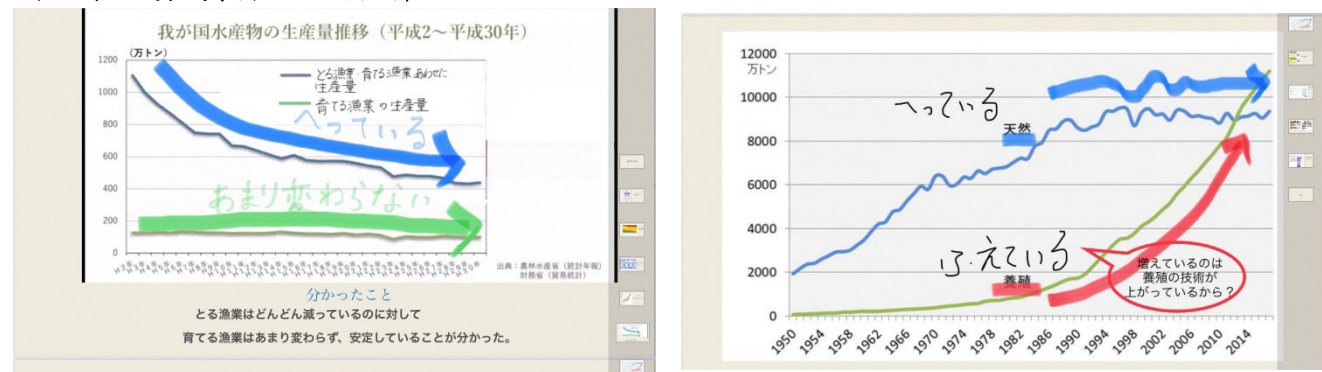 我が国水産物の生産量推移（平成2～平成30年）
(万トン)
1200
1000
800
600
400
200
0
とる漁業・育てる漁業あわせた
生産量
育てる漁業の生産量
へっている
あまり変わらない
出典：農林水産省（統計年報）
財務省（貿易統計）
分かったこと
とる漁業はどんどん減っているのに対して
育てる漁業はあまり変わらず、安定していることが分かった。
12000
万トン
10000
8000
6000
4000
2000
0
へっている
天然
ふえている
養殖
増えているのは
養殖の技術が
上がっているから？
1950 1954 1958 1962 1966 1970 1974 1978 1982 1986 1990 1994 1998 2002 2006 2010 2014